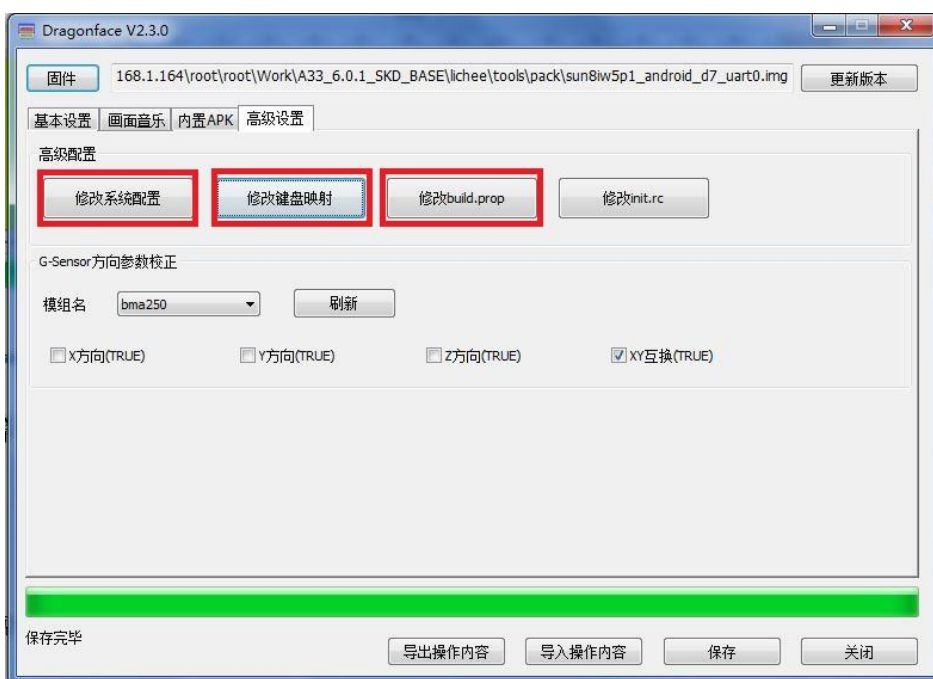 Dragonface V2.3.0
固件 168.1.164\root\root\Work\A33_6.0.1_SKD_BASE\lichee\tools\pack\sun8iw5p1_android_d7_uart0.img 更新版本
基本设置 画面音乐 内置APK 高级设置
高级配置
修改系统配置 修改键盘映射 修改build.prop 修改init.rc
G-Sensor方向参数校正
模组名 bma250 刷新
X方向(TRUE) Y方向(TRUE) Z方向(TRUE) XY互换(TRUE)
保存完毕
导出操作内容 导入操作内容 保存 关闭